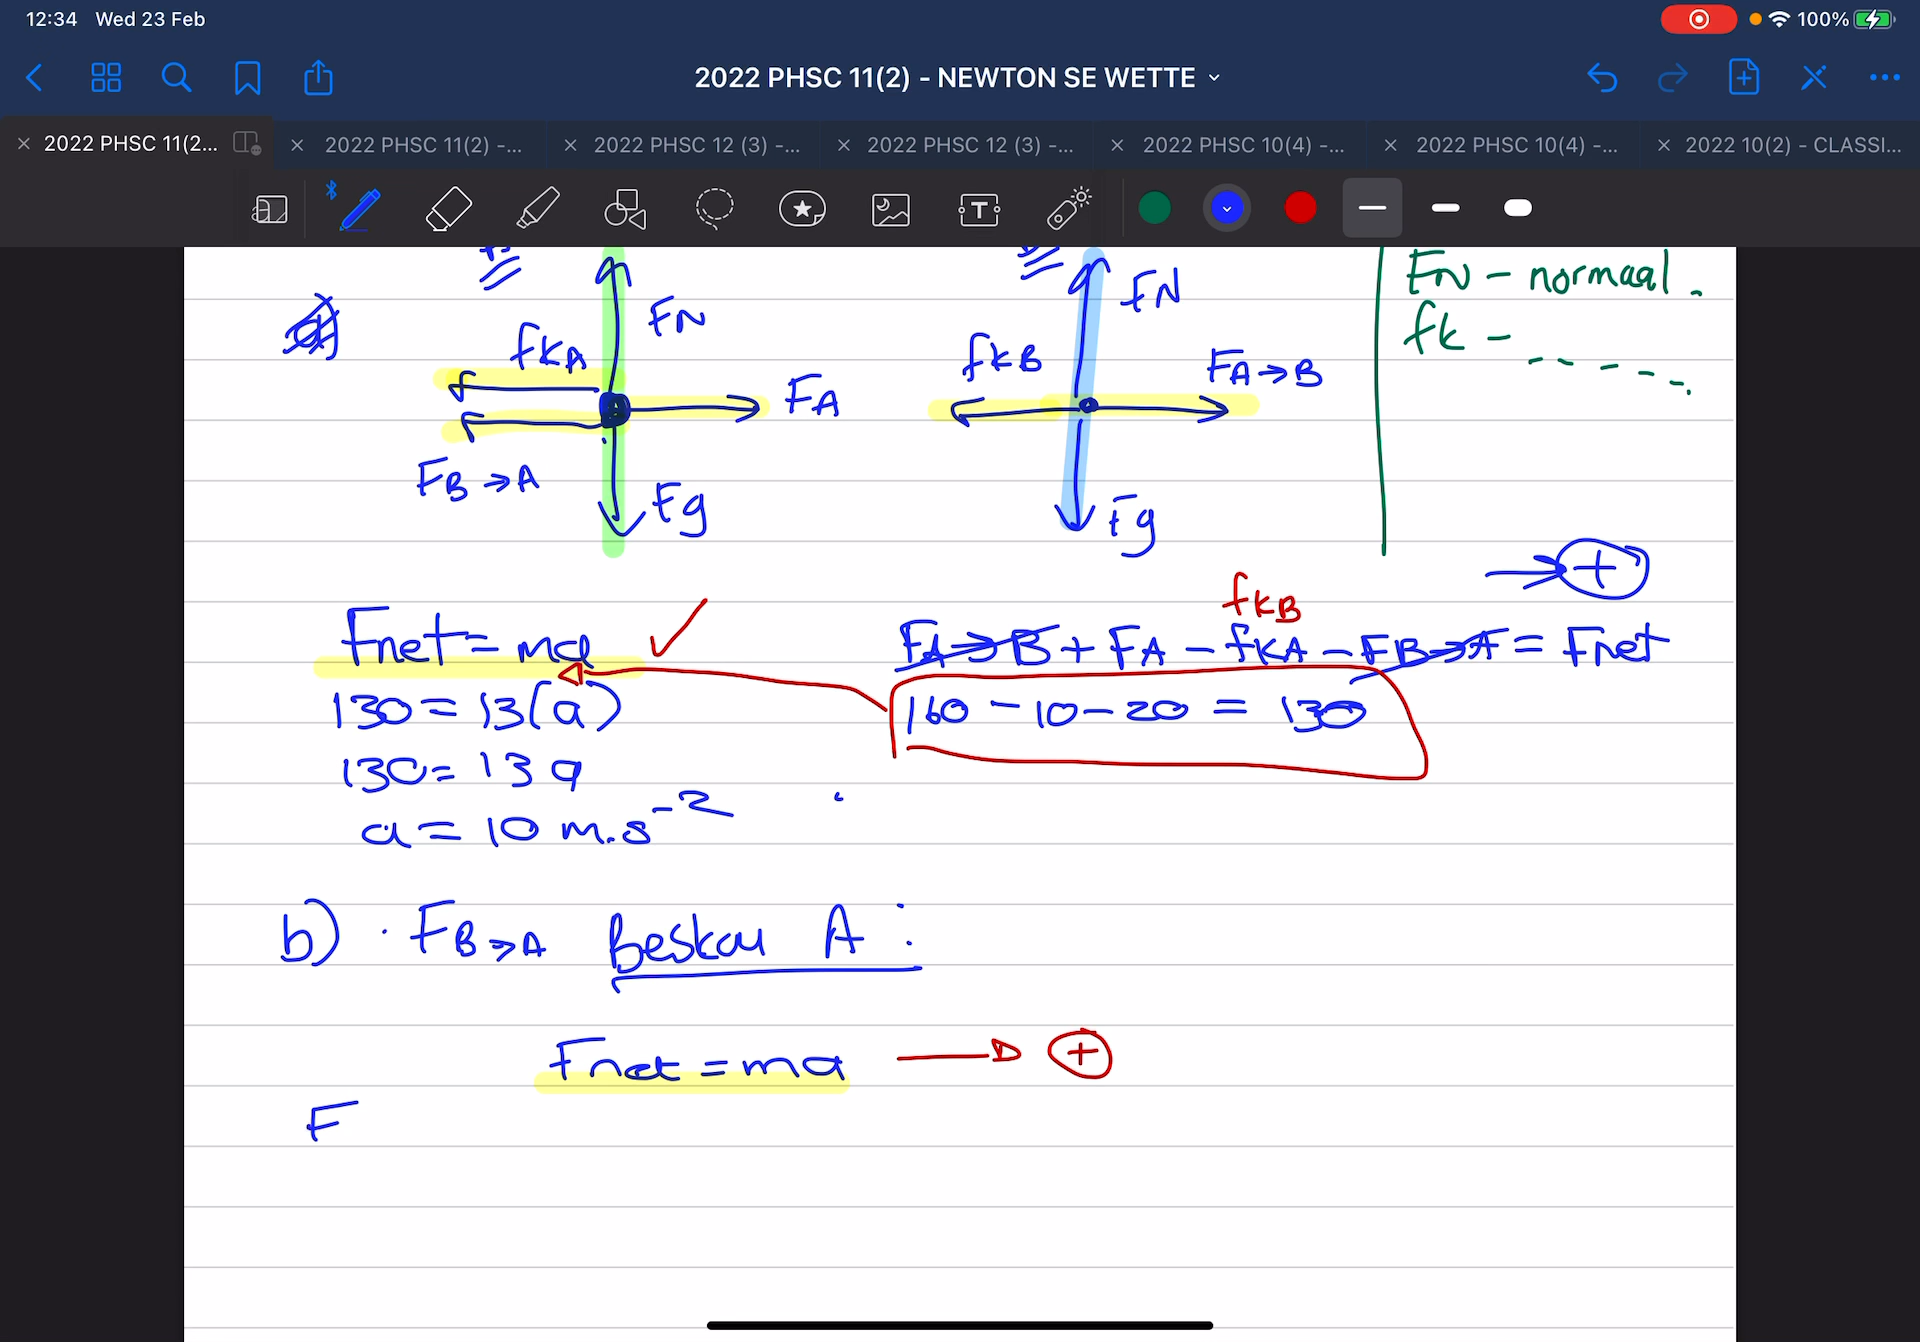 12:34 Wed 23 Feb
100%
2022 PHSC 11(2) - NEWTON SE WETTE
2022 PHSC 11(2...
2022 PHSC 11(2) -...
2022 PHSC 12 (3) -...
2022 PHSC 12 (3) -...
2022 PHSC 10(4) -...
2022 PHSC 10(4) -...
2022 10(2) - CLASSI...
T
FN
fkA
FA
FB→A
Fg
FN
fkB
FA→B
Fg
FN - normaal.
fk - -----
→ +
fkB
Fnet = ma
FA→B + FA - fkA - FB→A = Fnet
130 = 13(a)
160 - 10 - 20 = 130
130 = 13a
a = 10 m.s⁻²
b) · FB→A Beskou A :
Fnet = ma → +
F